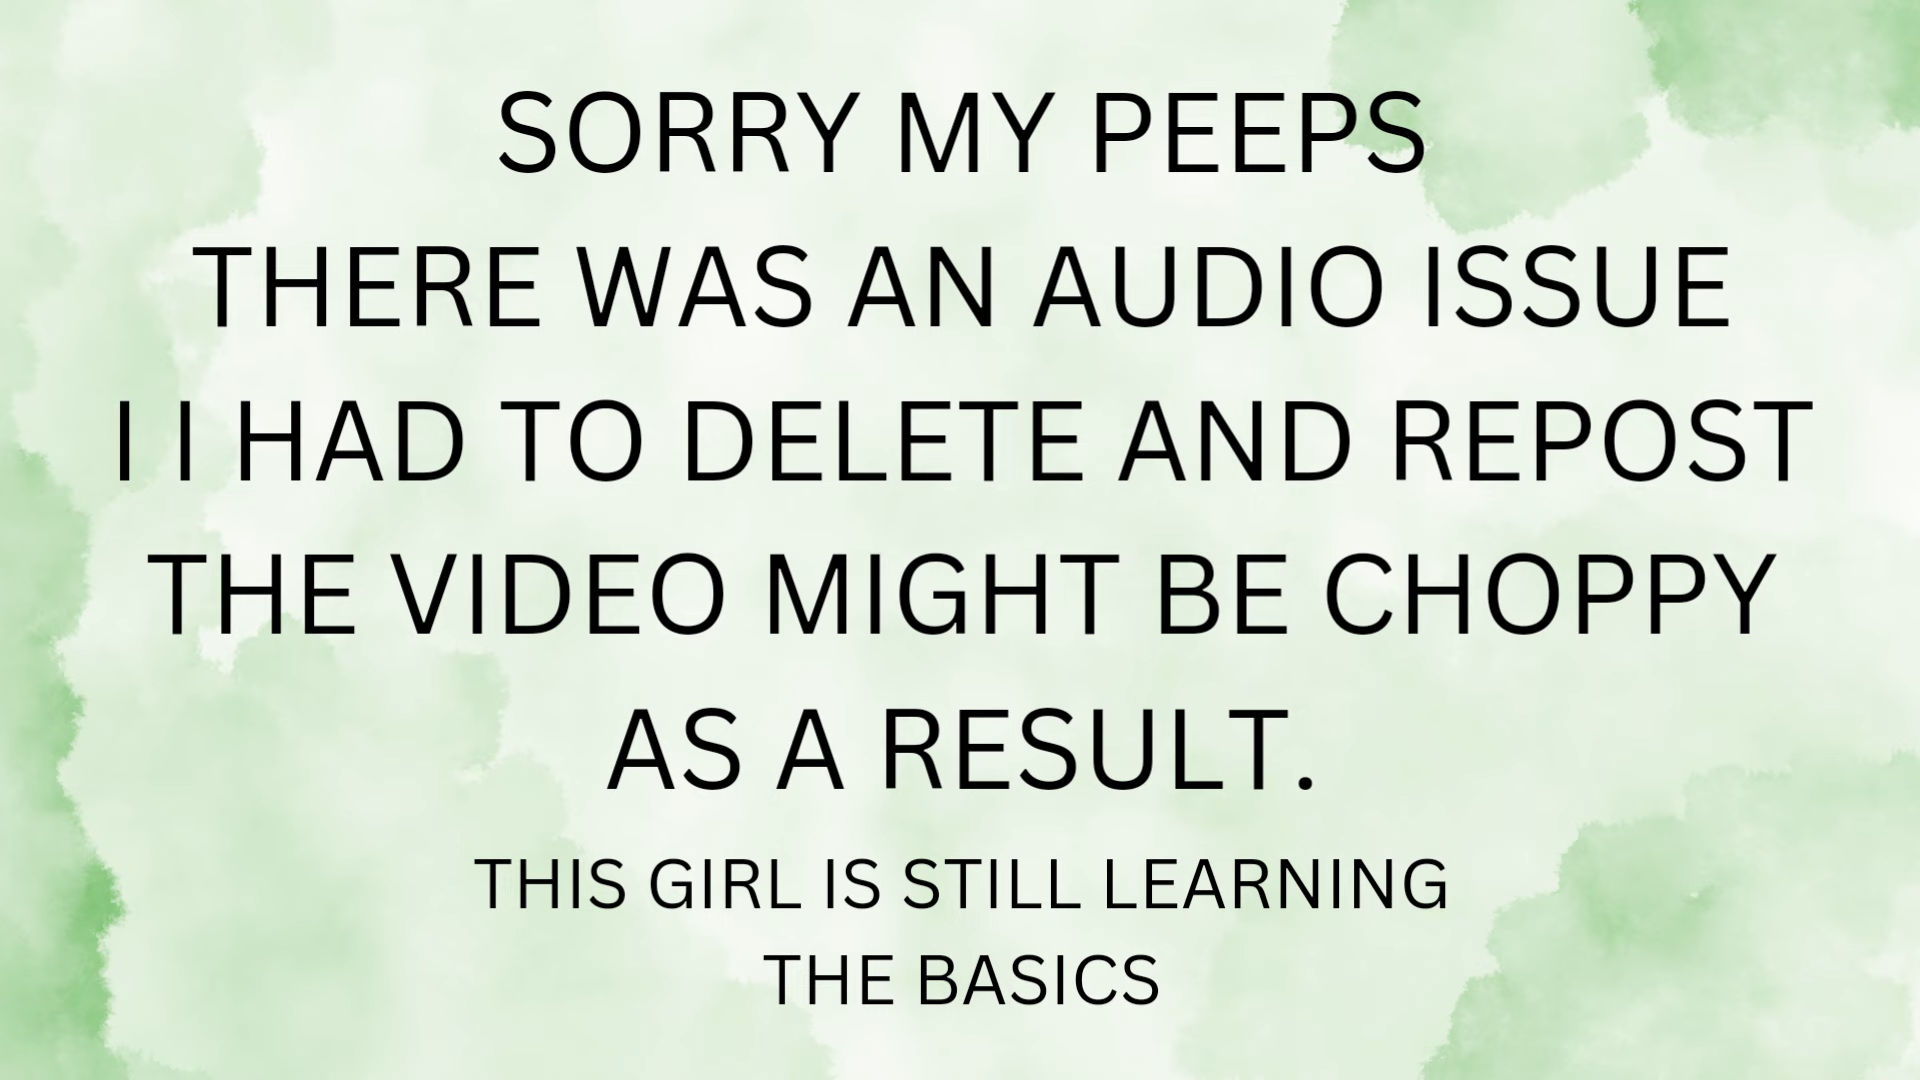 SORRY MY PEEPS
THERE WAS AN AUDIO ISSUE
I I HAD TO DELETE AND REPOST
THE VIDEO MIGHT BE CHOPPY
AS A RESULT.
THIS GIRL IS STILL LEARNING
THE BASICS